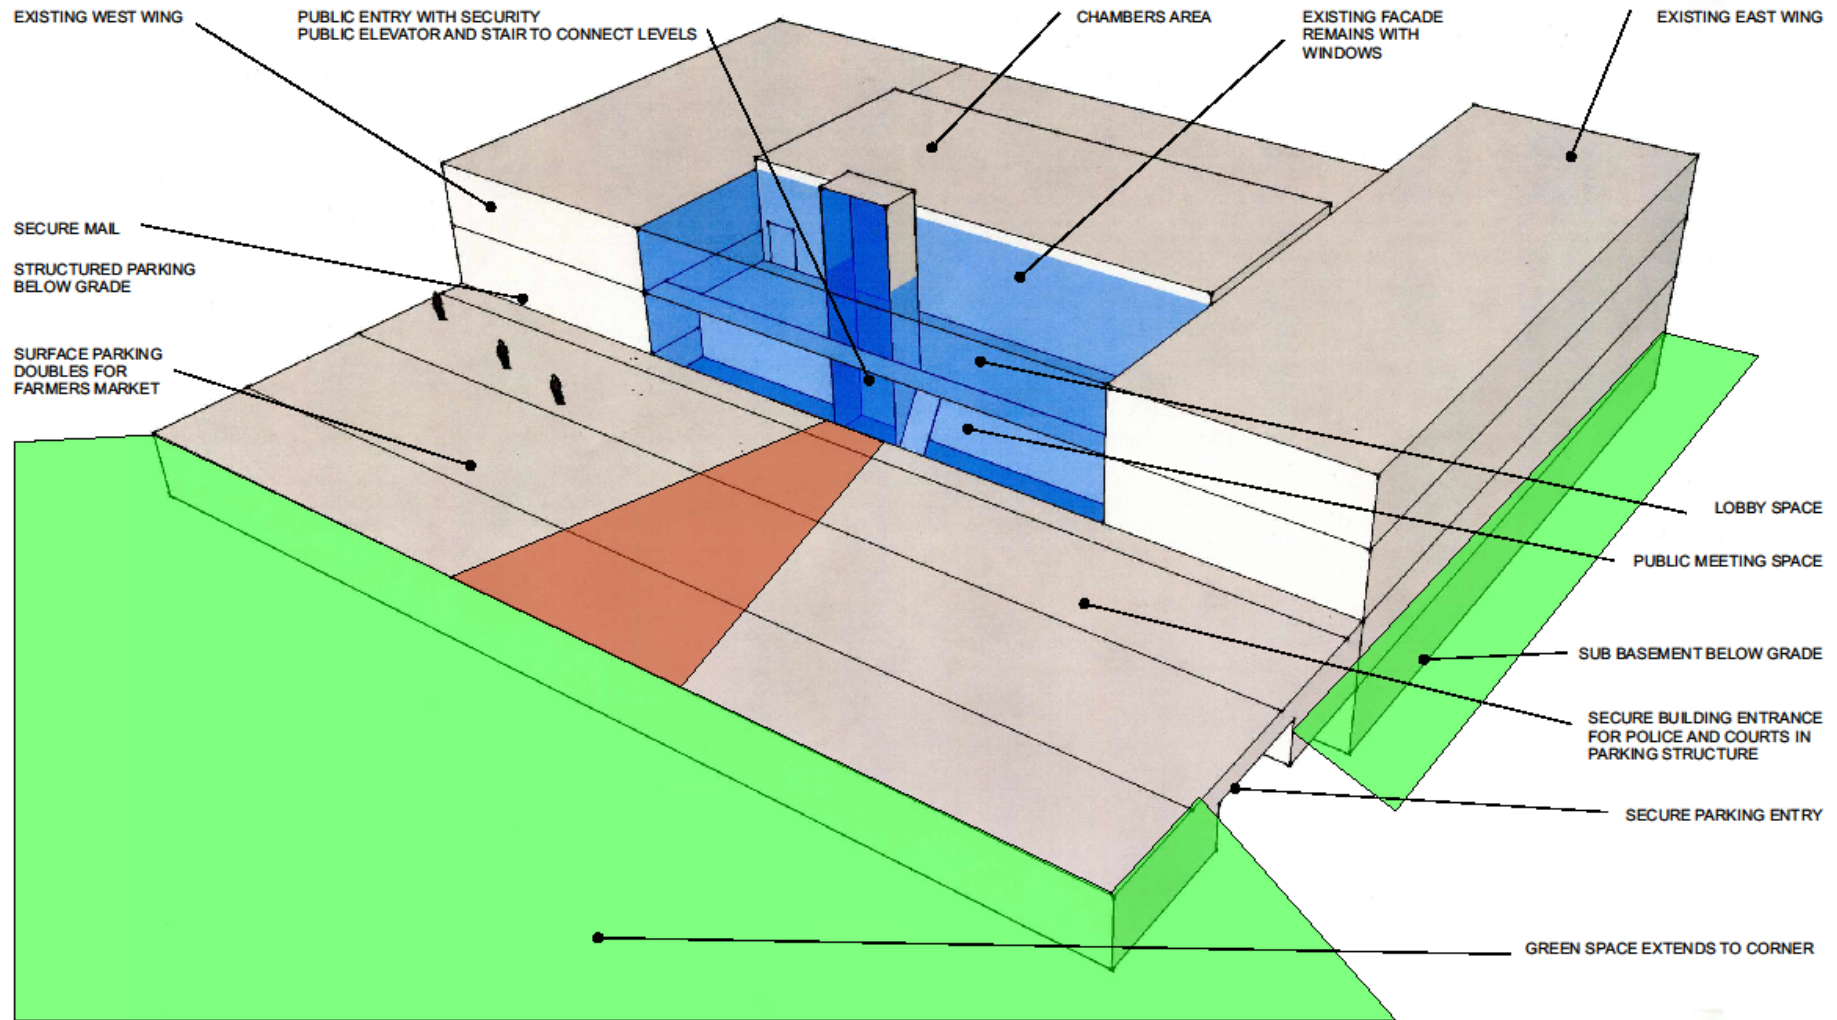 EXISTING WEST WING
PUBLIC ENTRY WITH SECURITY
PUBLIC ELEVATOR AND STAIR TO CONNECT LEVELS
CHAMBERS AREA
EXISTING FACADE
REMAINS WITH
WINDOWS
EXISTING EAST WING
SECURE MAIL
STRUCTURED PARKING
BELOW GRADE
SURFACE PARKING
DOUBLES FOR
FARMERS MARKET
LOBBY SPACE
PUBLIC MEETING SPACE
SUB BASEMENT BELOW GRADE
SECURE BUILDING ENTRANCE
FOR POLICE AND COURTS IN
PARKING STRUCTURE
SECURE PARKING ENTRY
GREEN SPACE EXTENDS TO CORNER